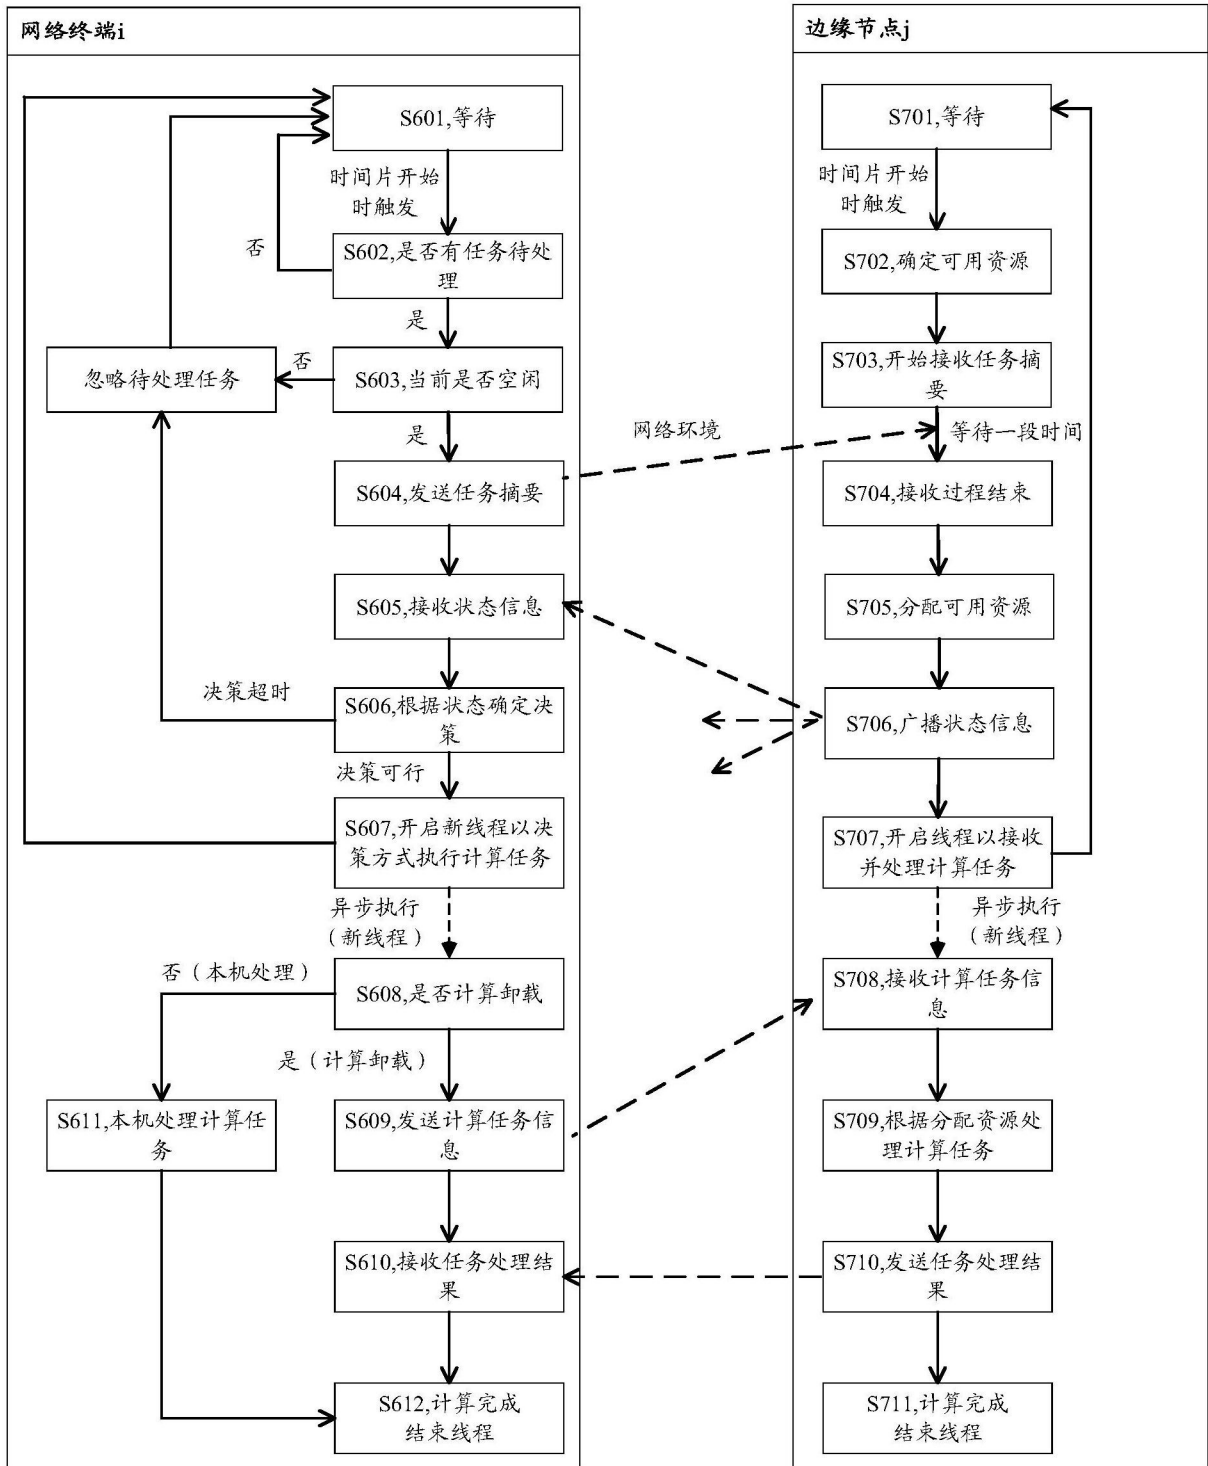 网络终端i
S601,等待
时间片开始
时触发
否
S602,是否有任务待处
理
是
忽略待处理任务
否
S603,当前是否空闲
是
S604,发送任务摘要
S605,接收状态信息
决策超时
S606,根据状态确定决
策
决策可行
S607,开启新线程以决
策方式执行计算任务
异步执行
（新线程）
否（本机处理）
S608,是否计算卸载
是（计算卸载）
S611,本机处理计算任
务
S609,发送计算任务信
息
S610,接收任务处理结
果
S612,计算完成
结束线程
网络环境
边缘节点j
S701,等待
时间片开始
时触发
S702,确定可用资源
S703,开始接收任务摘
要
等待一段时间
S704,接收过程结束
S705,分配可用资源
S706,广播状态信息
S707,开启线程以接收
并处理计算任务
异步执行
（新线程）
S708,接收计算任务信
息
S709,根据分配资源处
理计算任务
S710,发送任务处理结
果
S711,计算完成
结束线程